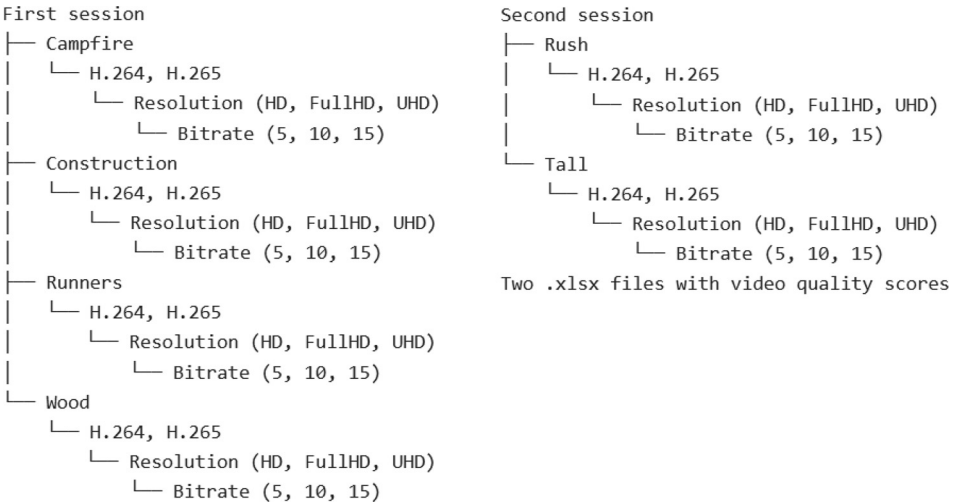 First session
├── Campfire
│   └── H.264, H.265
│       └── Resolution (HD, FullHD, UHD)
│           └── Bitrate (5, 10, 15)
├── Construction
│   └── H.264, H.265
│       └── Resolution (HD, FullHD, UHD)
│           └── Bitrate (5, 10, 15)
├── Runners
│   └── H.264, H.265
│       └── Resolution (HD, FullHD, UHD)
│           └── Bitrate (5, 10, 15)
└── Wood
    └── H.264, H.265
        └── Resolution (HD, FullHD, UHD)
            └── Bitrate (5, 10, 15)
Second session
├── Rush
│   └── H.264, H.265
│       └── Resolution (HD, FullHD, UHD)
│           └── Bitrate (5, 10, 15)
└── Tall
    └── H.264, H.265
        └── Resolution (HD, FullHD, UHD)
            └── Bitrate (5, 10, 15)
Two .xlsx files with video quality scores